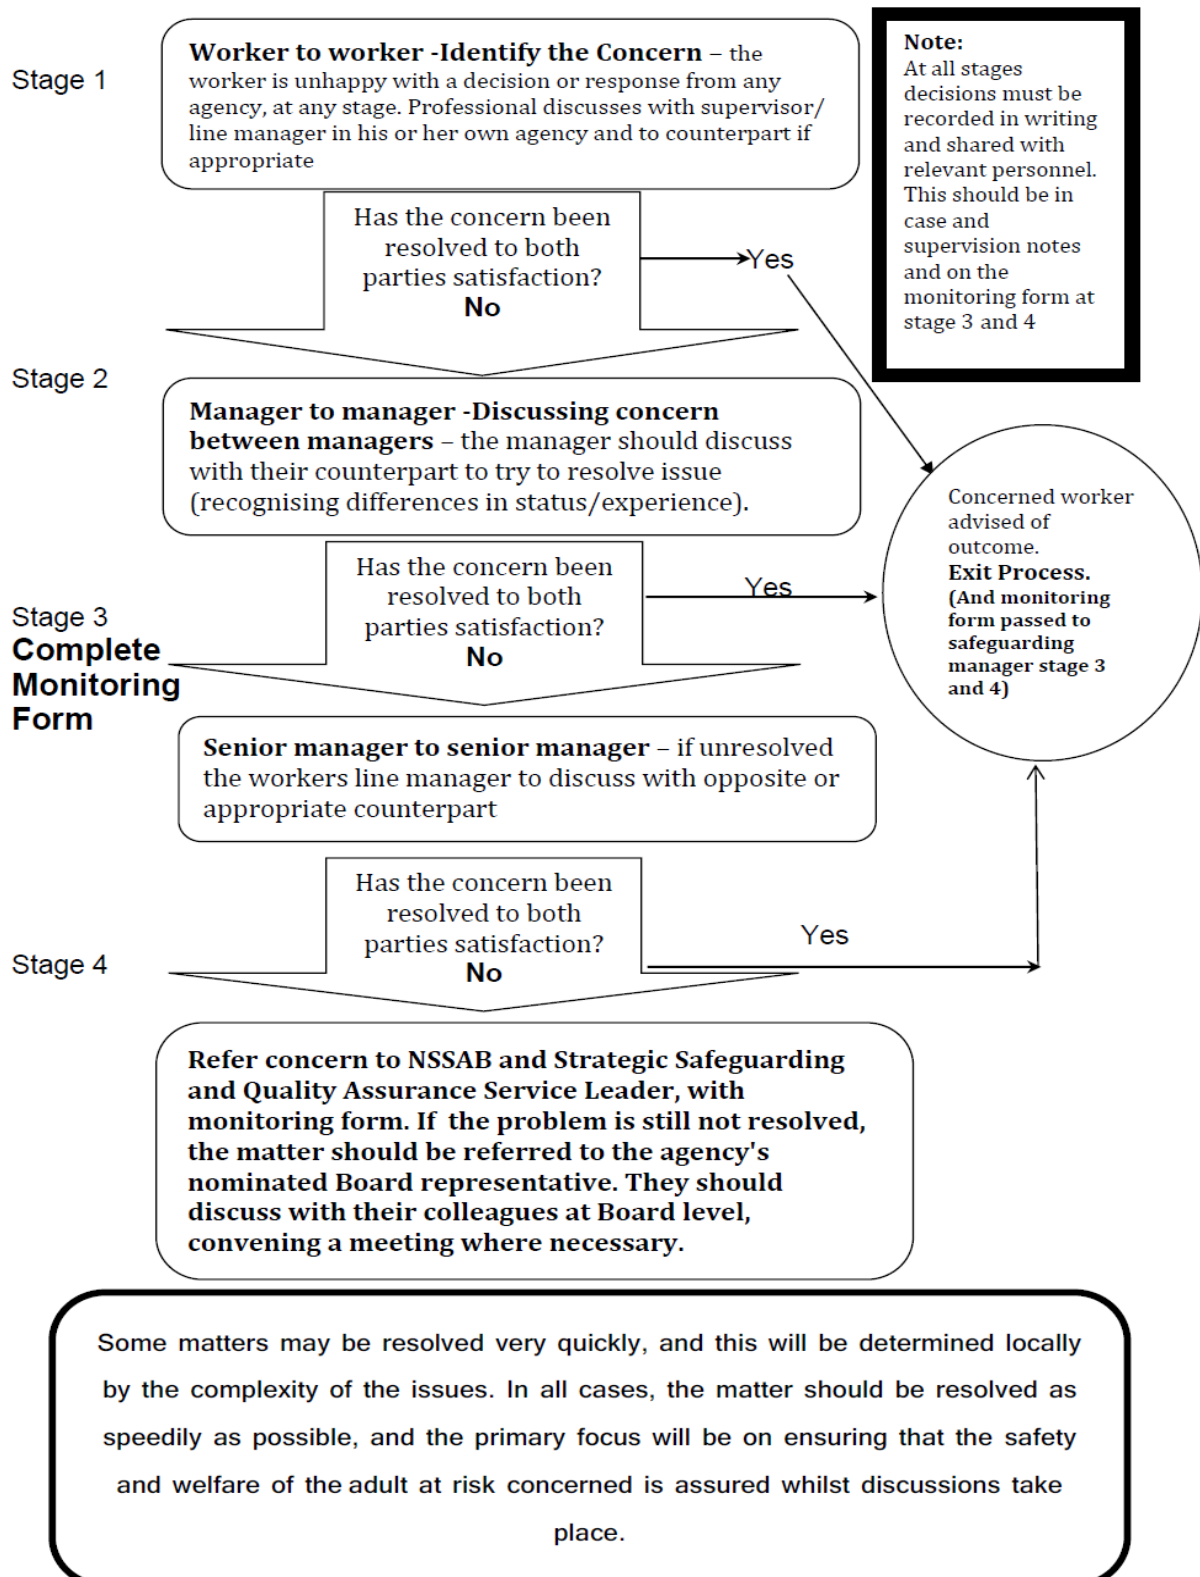 Stage 1
Worker to worker -Identify the Concern – the
worker is unhappy with a decision or response from any
agency, at any stage. Professional discusses with supervisor/
line manager in his or her own agency and to counterpart if
appropriate
Note:
At all stages
decisions must be
recorded in writing
and shared with
relevant personnel.
This should be in
case and
supervision notes
and on the
monitoring form at
stage 3 and 4
Has the concern been
resolved to both
parties satisfaction?
No
Yes
Stage 2
Manager to manager -Discussing concern
between managers – the manager should discuss
with their counterpart to try to resolve issue
(recognising differences in status/experience).
Concerned worker
advised of
outcome.
Exit Process.
(And monitoring
form passed to
safeguarding
manager stage 3
and 4)
Has the concern been
resolved to both
parties satisfaction?
No
Yes
Stage 3
Complete
Monitoring
Form
Senior manager to senior manager – if unresolved
the workers line manager to discuss with opposite or
appropriate counterpart
Has the concern been
resolved to both
parties satisfaction?
No
Yes
Stage 4
Refer concern to NSSAB and Strategic Safeguarding
and Quality Assurance Service Leader, with
monitoring form. If the problem is still not resolved,
the matter should be referred to the agency's
nominated Board representative. They should
discuss with their colleagues at Board level,
convening a meeting where necessary.
Some matters may be resolved very quickly, and this will be determined locally
by the complexity of the issues. In all cases, the matter should be resolved as
speedily as possible, and the primary focus will be on ensuring that the safety
and welfare of the adult at risk concerned is assured whilst discussions take
place.